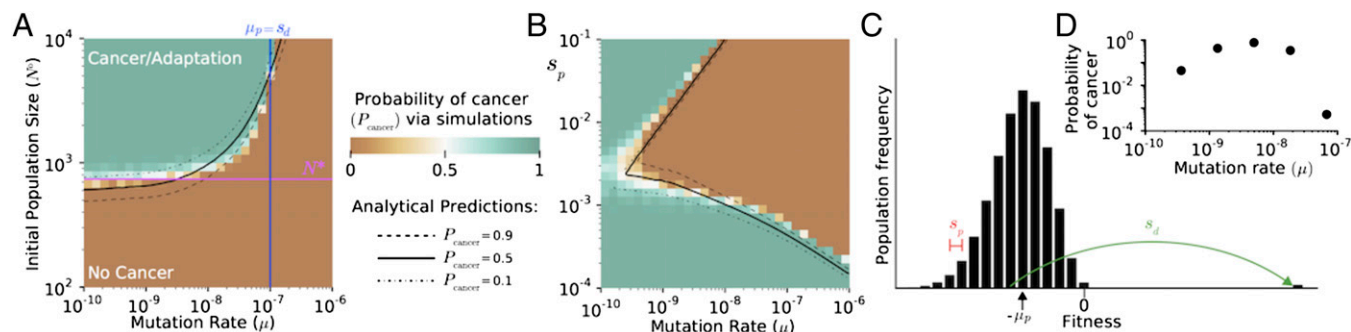 A
μp = sd
Initial Population Size (N⁰)
10⁴
10³
10²
Cancer/Adaptation
N*
No Cancer
10⁻¹⁰
10⁻⁹
10⁻⁸
10⁻⁷
10⁻⁶
Mutation Rate (μ)
Probability of cancer
(Pcancer) via simulations
0
0.5
1
Analytical Predictions:
Pcancer = 0.9
Pcancer = 0.5
Pcancer = 0.1
B
sp
10⁻¹
10⁻²
10⁻³
10⁻⁴
10⁻¹⁰
10⁻⁹
10⁻⁸
10⁻⁷
10⁻⁶
Mutation Rate (μ)
C
Population frequency
sp
sd
-μp
0
Fitness
D
Probability
of cancer
10⁰
10⁻²
10⁻⁴
10⁻¹⁰
10⁻⁹
10⁻⁸
10⁻⁷
Mutation rate (μ)